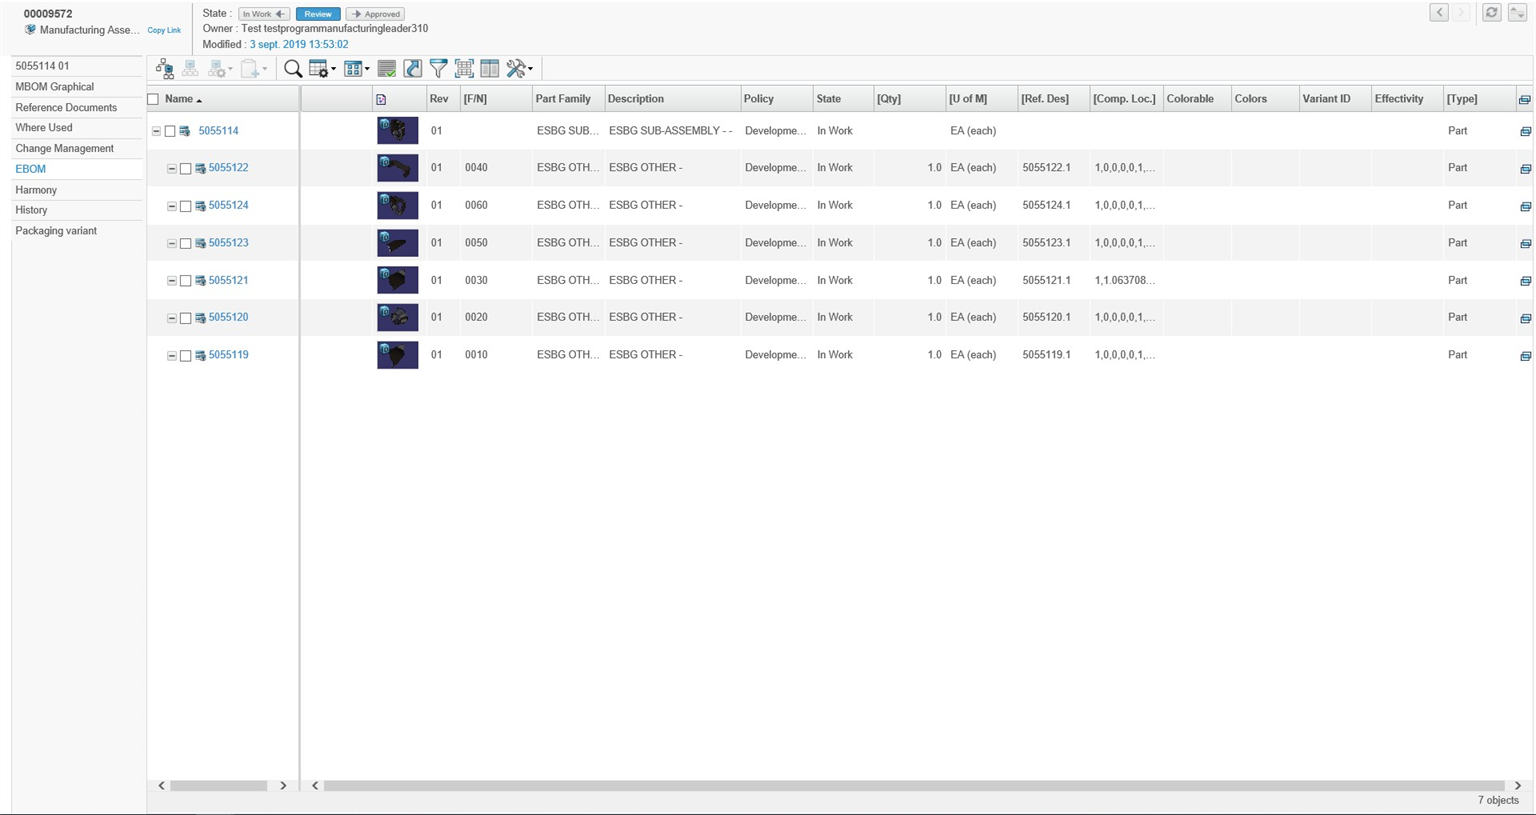 00009572
Manufacturing Asse... Copy Link
State : In Work Review Approved
Owner : Test testprogrammanufacturingleader310
Modified : 3 sept. 2019 13:53:02
5055114 01
MBOM Graphical
Reference Documents
Where Used
Change Management
EBOM
Harmony
History
Packaging variant
Name Rev [F/N] Part Family Description Policy State [Qty] [U of M] [Ref. Des] [Comp. Loc.] Colorable Colors Variant ID Effectivity [Type]
5055114 01 ESBG SUB... ESBG SUB-ASSEMBLY - - Developme... In Work EA (each) Part
5055122 01 0040 ESBG OTH... ESBG OTHER - Developme... In Work 1.0 EA (each) 5055122.1 1,0,0,0,0,1,... Part
5055124 01 0060 ESBG OTH... ESBG OTHER - Developme... In Work 1.0 EA (each) 5055124.1 1,0,0,0,0,1,... Part
5055123 01 0050 ESBG OTH... ESBG OTHER - Developme... In Work 1.0 EA (each) 5055123.1 1,0,0,0,0,1,... Part
5055121 01 0030 ESBG OTH... ESBG OTHER - Developme... In Work 1.0 EA (each) 5055121.1 1,1.063708... Part
5055120 01 0020 ESBG OTH... ESBG OTHER - Developme... In Work 1.0 EA (each) 5055120.1 1,0,0,0,0,1,... Part
5055119 01 0010 ESBG OTH... ESBG OTHER - Developme... In Work 1.0 EA (each) 5055119.1 1,0,0,0,0,1,... Part
7 objects